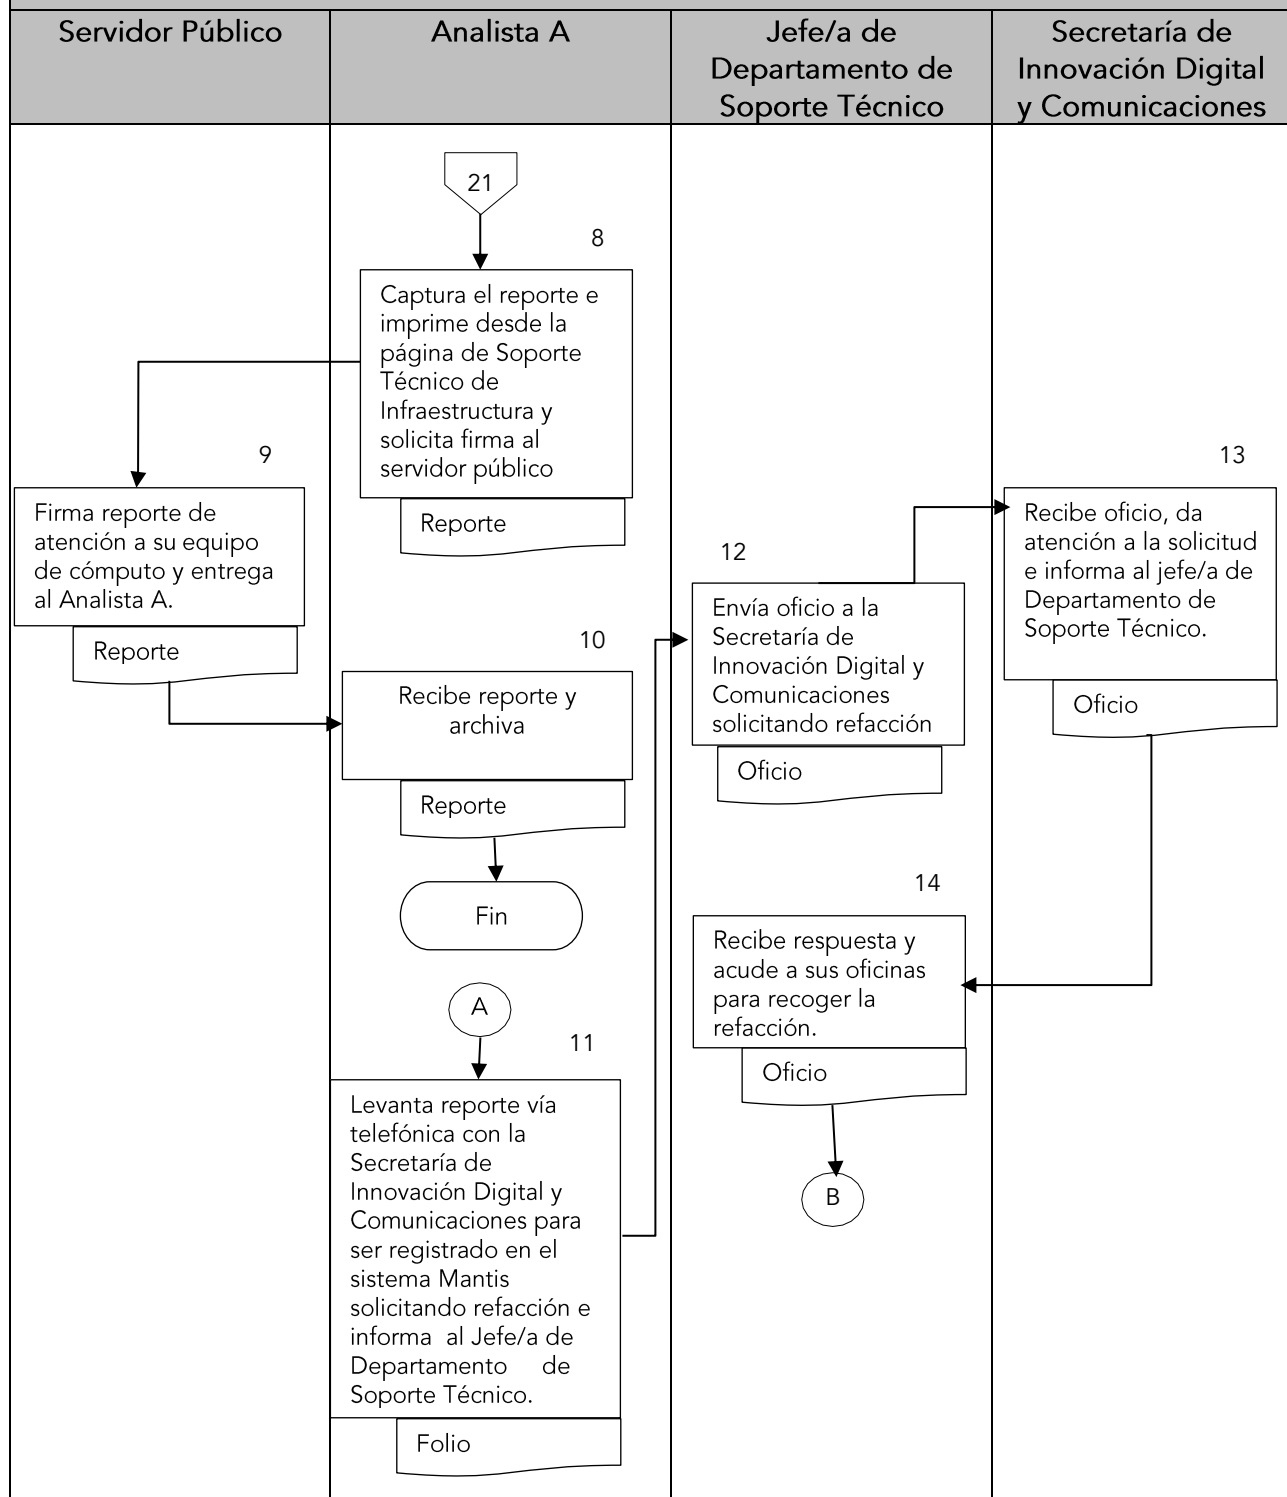 Servidor Público
Analista A
Jefe/a de
Departamento de
Soporte Técnico
Secretaría de
Innovación Digital
y Comunicaciones
21
8
Captura el reporte e
imprime desde la
página de Soporte
Técnico de
Infraestructura y
solicita firma al
servidor público
Reporte
9
Firma reporte de
atención a su equipo
de cómputo y entrega
al Analista A.
Reporte
10
Recibe reporte y
archiva
Reporte
Fin
A
11
Levanta reporte vía
telefónica con la
Secretaría de
Innovación Digital y
Comunicaciones para
ser registrado en el
sistema Mantis
solicitando refacción e
informa al Jefe/a de
Departamento de
Soporte Técnico.
Folio
12
Envía oficio a la
Secretaría de
Innovación Digital y
Comunicaciones
solicitando refacción
Oficio
13
Recibe oficio, da
atención a la solicitud
e informa al jefe/a de
Departamento de
Soporte Técnico.
Oficio
14
Recibe respuesta y
acude a sus oficinas
para recoger la
refacción.
Oficio
B